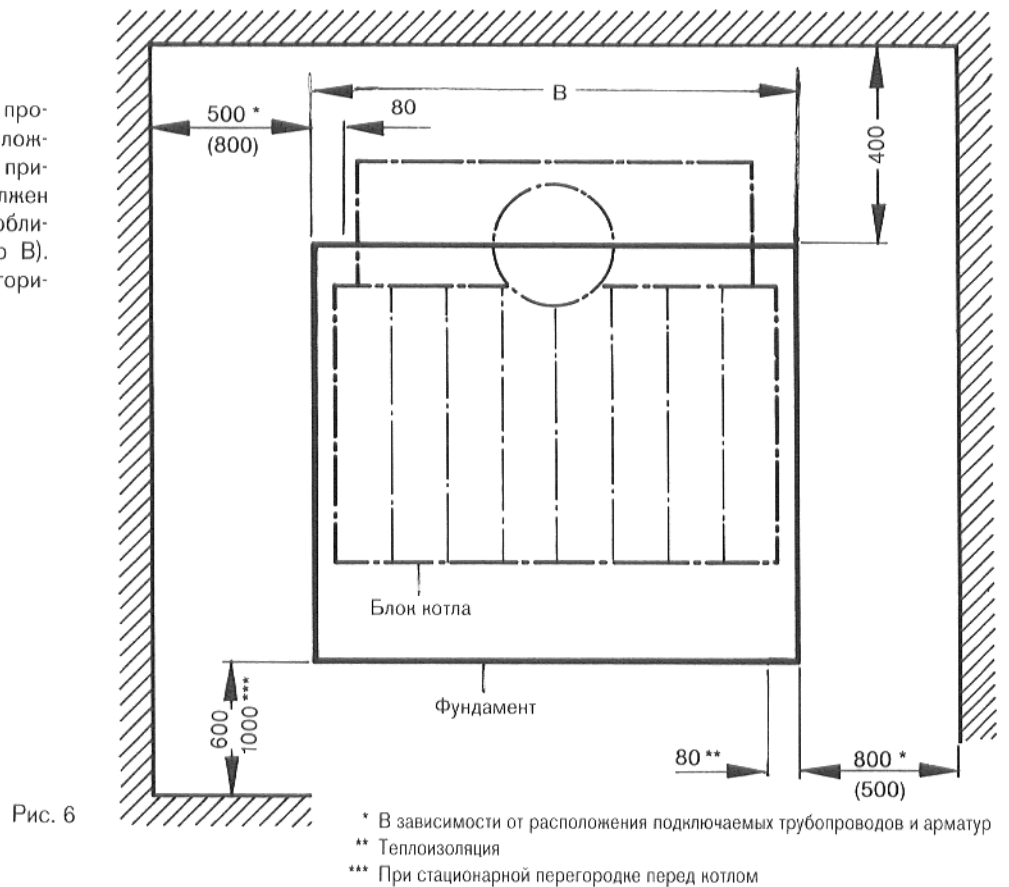 про-
лож-
при-
лжен
обли-
р В).
гори-
B
500 *
(800)
80
400
Блок котла
Фундамент
600
1000 ***
80 **
800 *
(500)
Рис. 6
* В зависимости от расположения подключаемых трубопроводов и арматур
** Теплоизоляция
*** При стационарной перегородке перед котлом